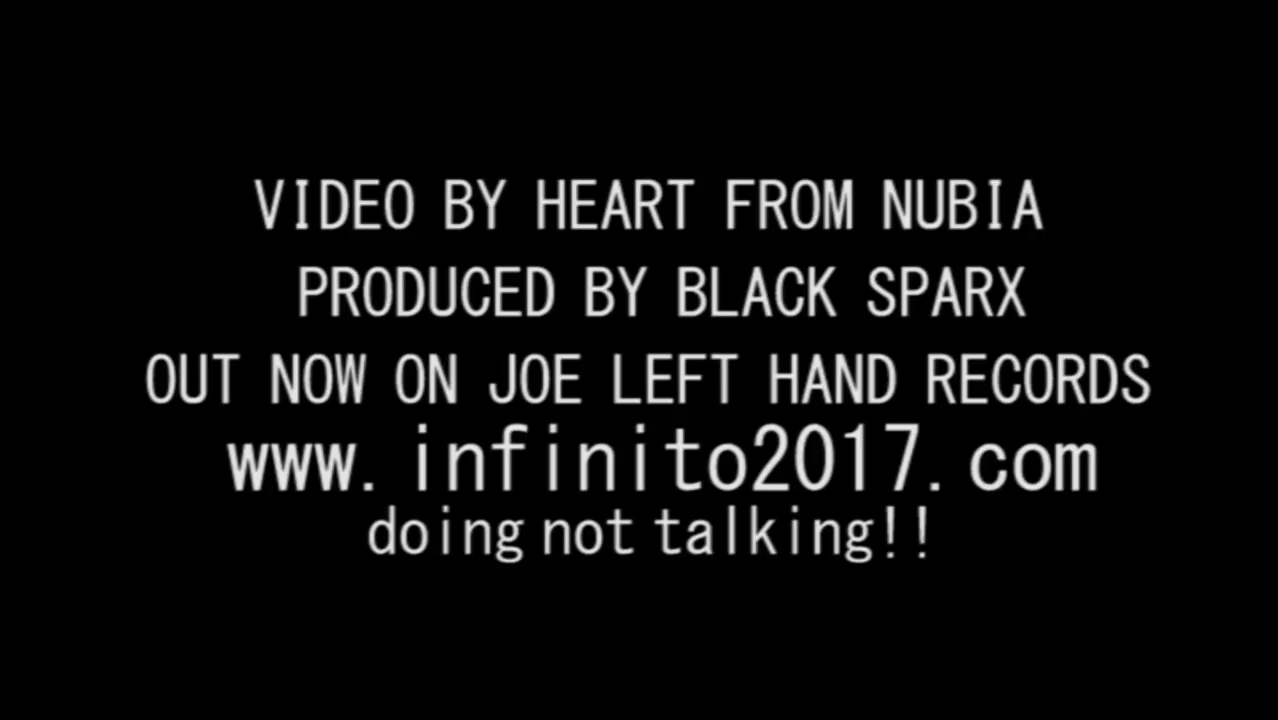 VIDEO BY HEART FROM NUBIA
PRODUCED BY BLACK SPARX
OUT NOW ON JOE LEFT HAND RECORDS
www.infinito2017.com
doing not talking!!